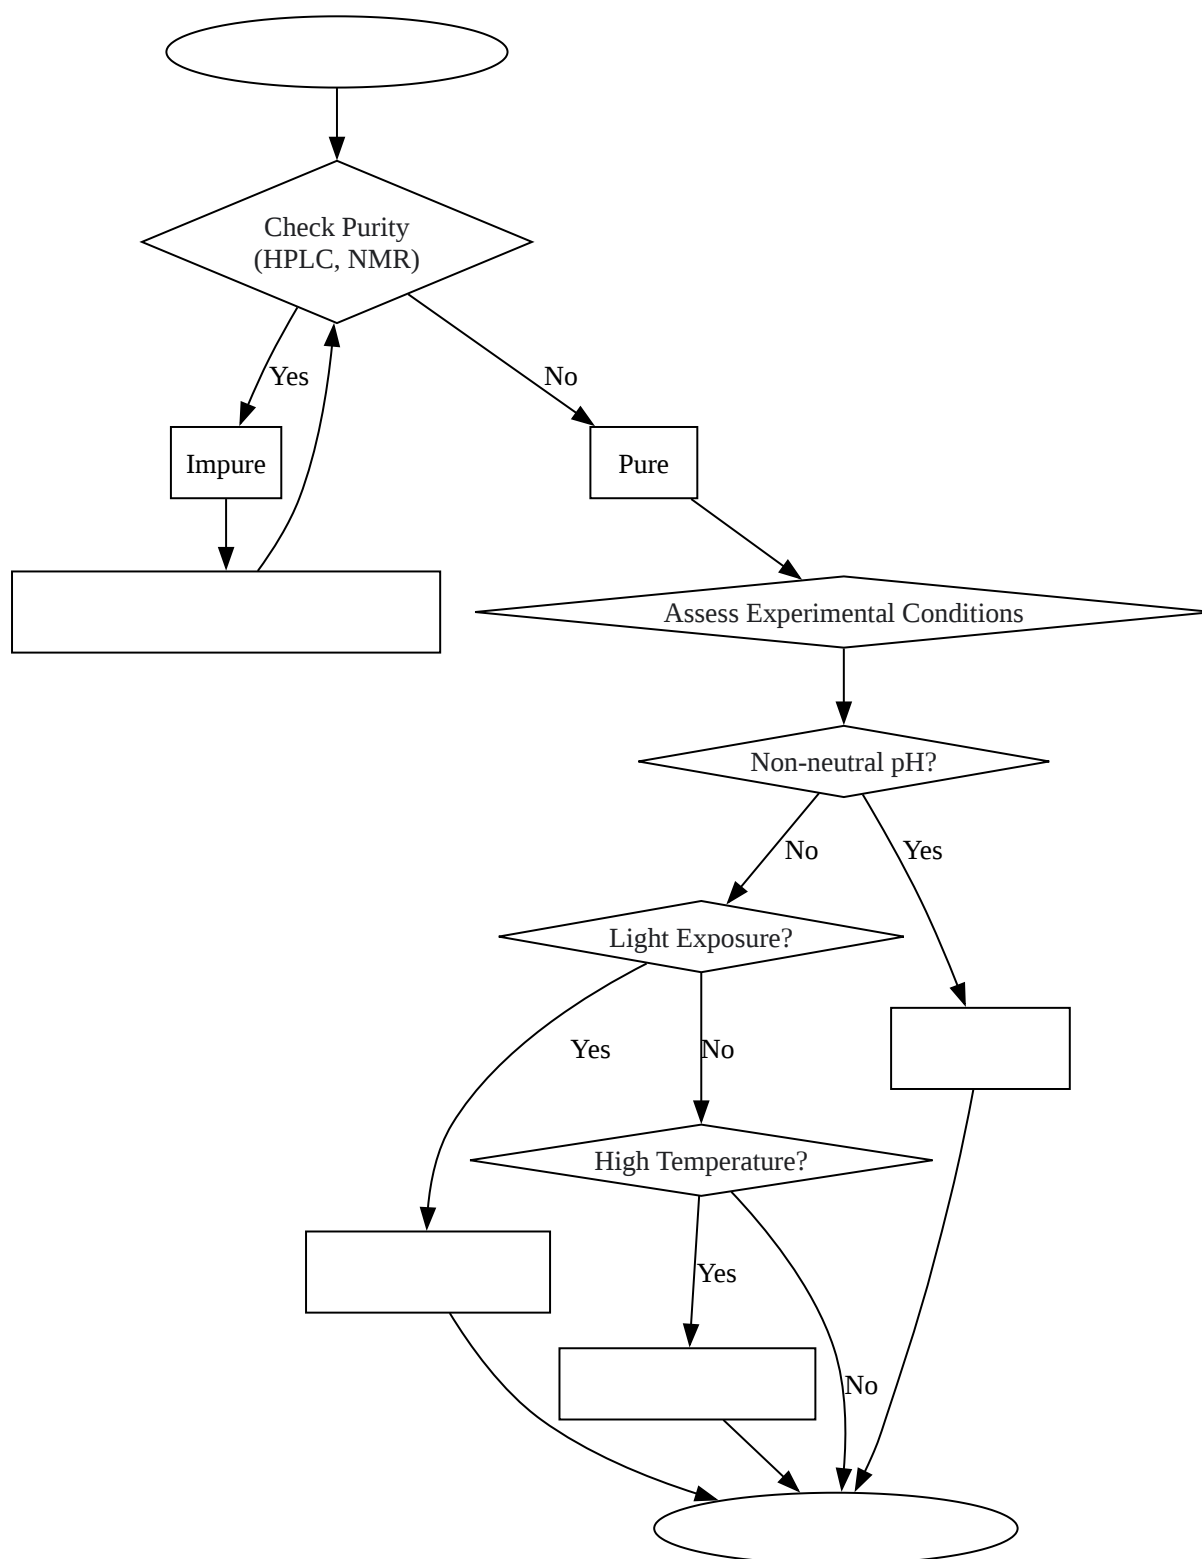 Check Purity
(HPLC, NMR)
Yes
No
Impure
Pure
Assess Experimental Conditions
Non-neutral pH?
No
Yes
Light Exposure?
Yes
No
High Temperature?
Yes
No